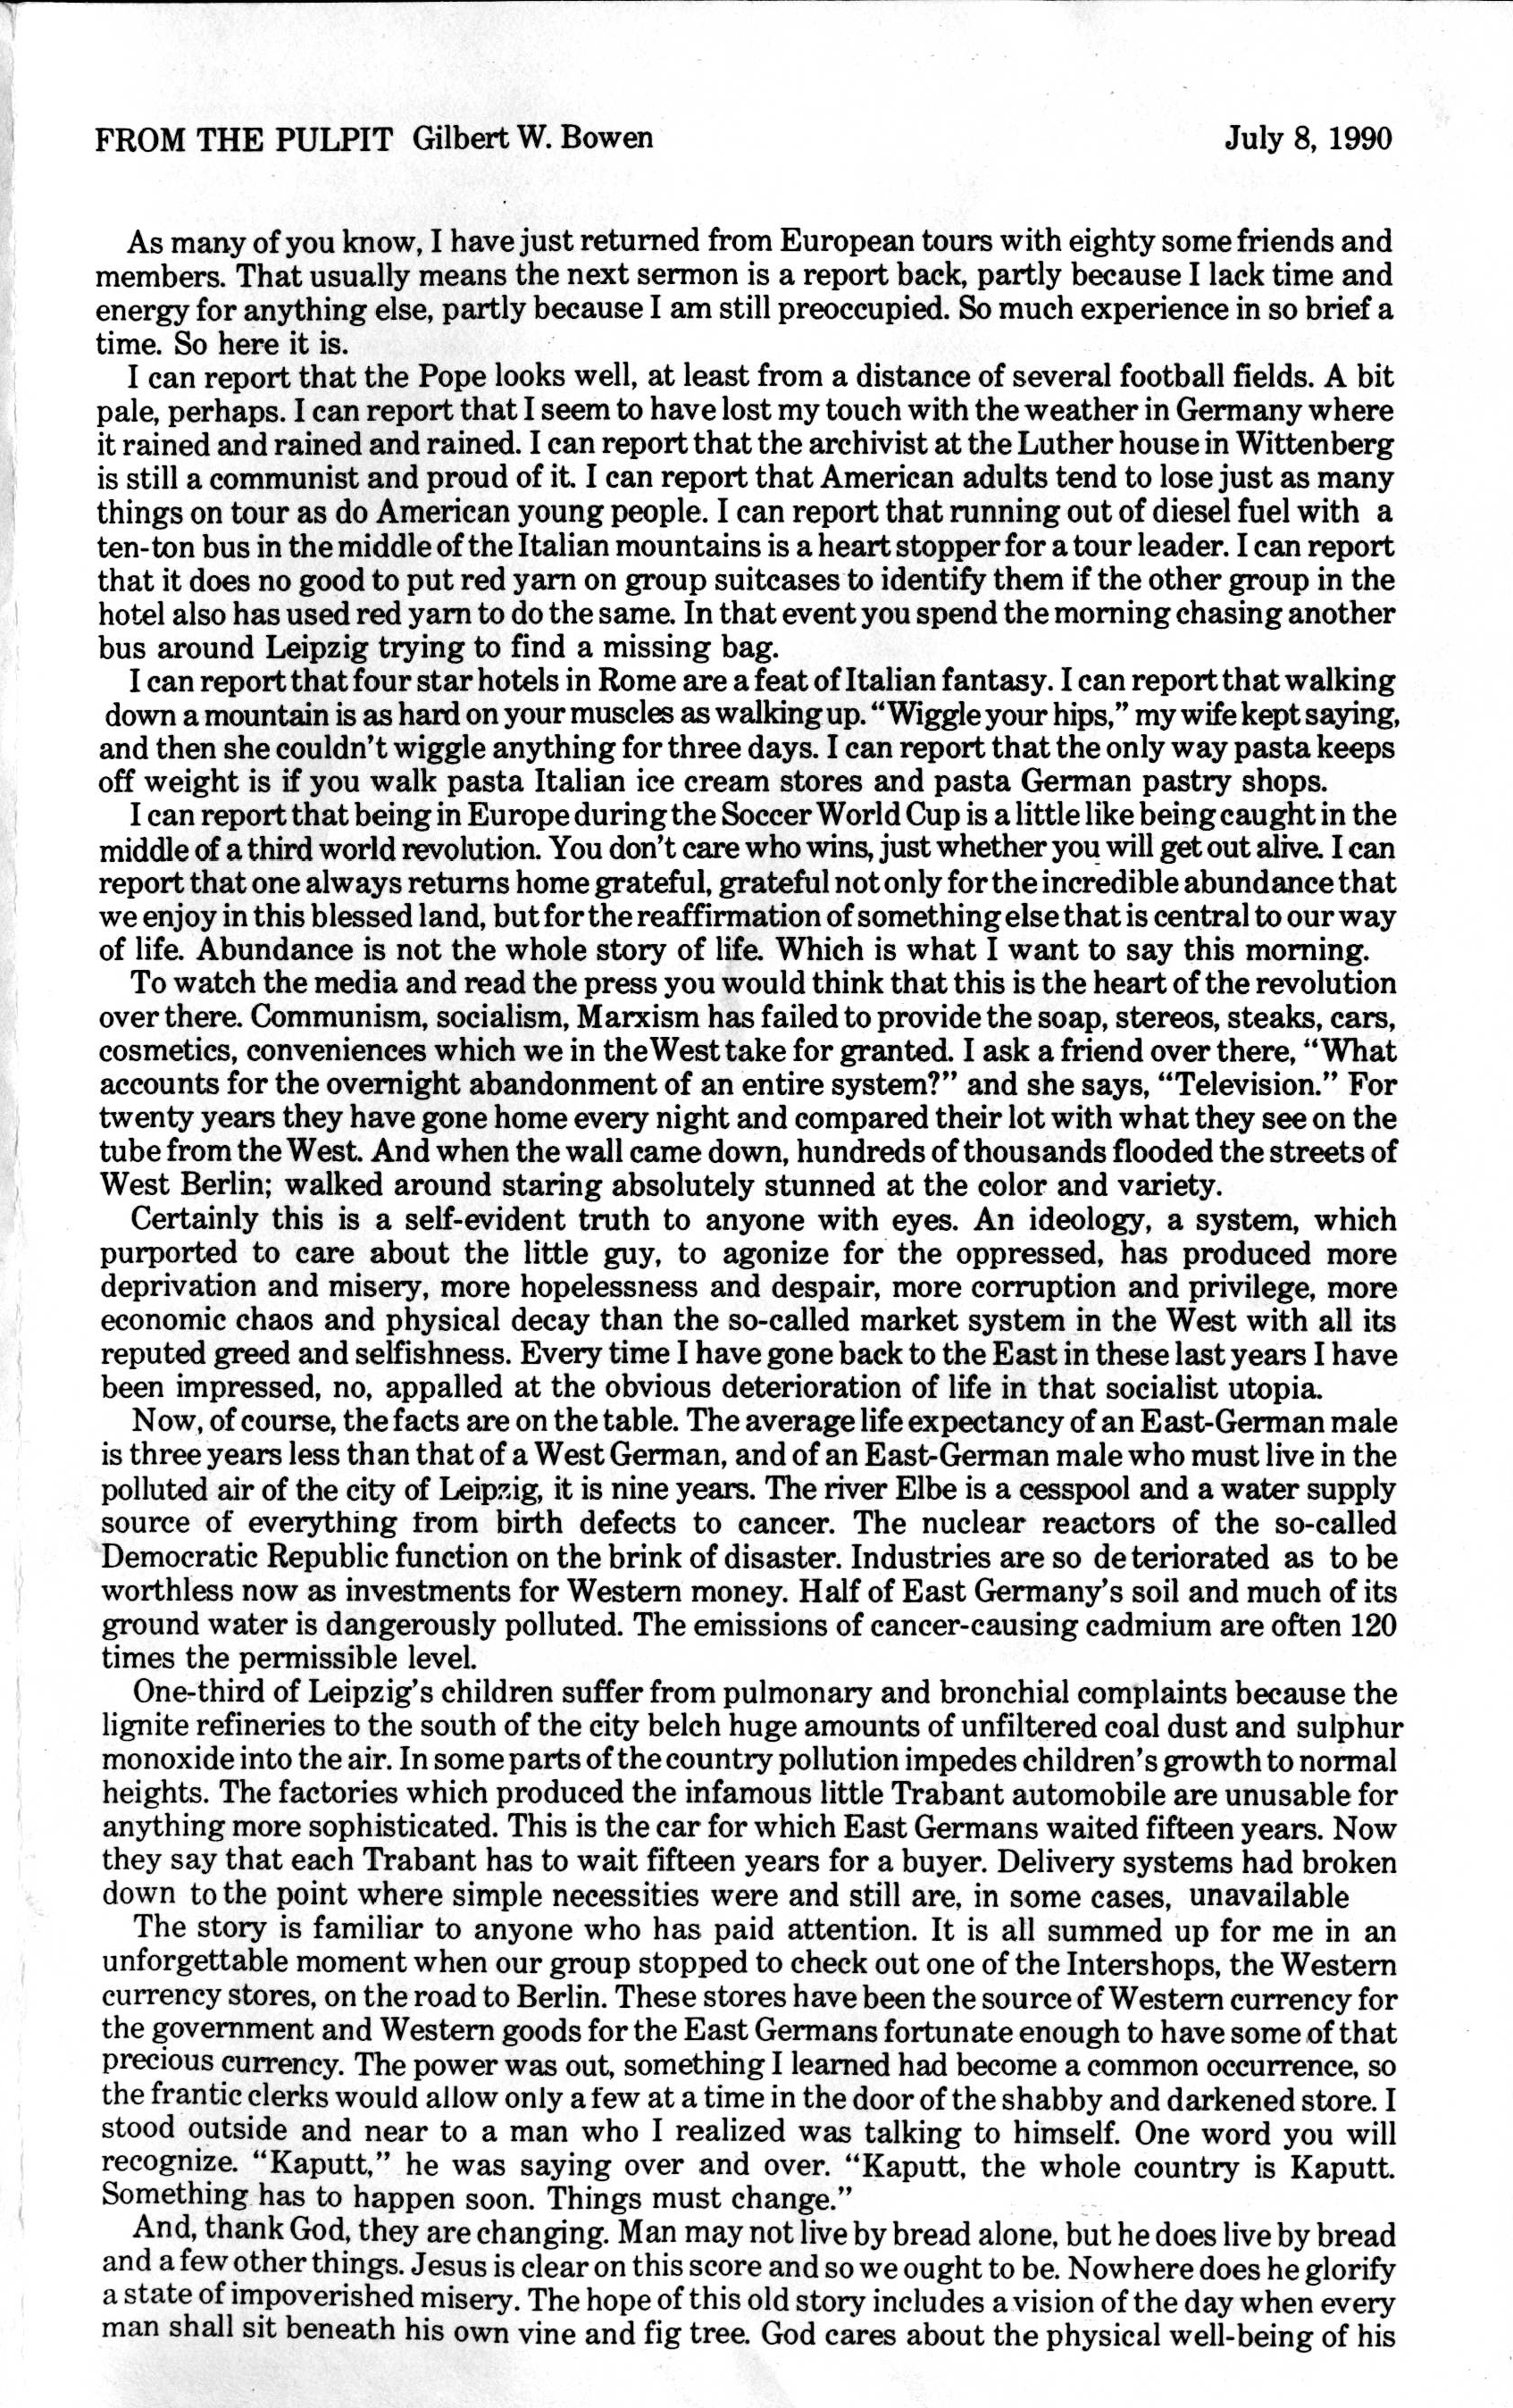 FROM THE PULPIT Gilbert W. Bowen July 8, 1990
As many of you know, I have just returned from European tours with eighty some friends and
members. That usually means the next sermon is a report back, partly because I lack time and
energy for anything else, partly because I am still preoccupied. So much experience in so brief a
time. So here it is.
I can report that the Pope looks well, at least from a distance of several football fields. A bit
pale, perhaps. I can report that I seem to have lost my touch with the weather in Germany where
it rained and rained and rained. I can report that the archivist at the Luther house in Wittenberg
is still a communist and proud of it. I can report that American adults tend to lose just as many
things on tour as do American young people. I can report that running out of diesel fuel with a
ten-ton bus in the middle of the Italian mountains is a heart stopper for a tour leader. I can report
that it does no good to put red yarn on group suitcases to identify them if the other group in the
hotel also has used red yarn to do the same. In that event you spend the morning chasing another
bus around Leipzig trying to find a missing bag.
I can report that four star hotels in Rome are a feat of Italian fantasy. I can report that walking
down a mountain is as hard on your muscles as walking up. “Wiggle your hips,” my wife kept saying,
and then she couldn’t wiggle anything for three days. I can report that the only way pasta keeps
off weight is if you walk pasta Italian ice cream stores and pasta German pastry shops.
I can report that being in Europe during the Soccer World Cup is a little like being caught in the
middle of a third world revolution. You don’t care who wins, just whether you will get out alive. I can
report that one always returns home grateful, grateful not only for the incredible abundance that
we enjoy in this blessed land, but for the reaffirmation of something else that is central to our way
of life. Abundance is not the whole story of life. Which is what I want to say this morning.
To watch the media and read the press you would think that this is the heart of the revolution
over there. Communism, socialism, Marxism has failed to provide the soap, stereos, steaks, cars,
cosmetics, conveniences which we in the West take for granted. I ask a friend over there, “What
accounts for the overnight abandonment of an entire system?” and she says, “Television.” For
twenty years they have gone home every night and compared their lot with what they see on the
tube from the West. And when the wall came down, hundreds of thousands flooded the streets of
West Berlin; walked around staring absolutely stunned at the color and variety.
Certainly this is a self-evident truth to anyone with eyes. An ideology, a system, which
purported to care about the little guy, to agonize for the oppressed, has produced more
deprivation and misery, more hopelessness and despair, more corruption and privilege, more
economic chaos and physical decay than the so-called market system in the West with all its
reputed greed and selfishness. Every time I have gone back to the East in these last years I have
been impressed, no, appalled at the obvious deterioration of life in that socialist utopia.
Now, of course, the facts are on the table. The average life expectancy of an East-German male
is three years less than that of a West German, and of an East-German male who must live in the
polluted air of the city of Leipzig, it is nine years. The river Elbe is a cesspool and a water supply
source of everything from birth defects to cancer. The nuclear reactors of the so-called
Democratic Republic function on the brink of disaster. Industries are so deteriorated as to be
worthless now as investments for Western money. Half of East Germany’s soil and much of its
ground water is dangerously polluted. The emissions of cancer-causing cadmium are often 120
times the permissible level.
One-third of Leipzig’s children suffer from pulmonary and bronchial complaints because the
lignite refineries to the south of the city belch huge amounts of unfiltered coal dust and sulphur
monoxide into the air. In some parts of the country pollution impedes children’s growth to normal
heights. The factories which produced the infamous little Trabant automobile are unusable for
anything more sophisticated. This is the car for which East Germans waited fifteen years. Now
they say that each Trabant has to wait fifteen years for a buyer. Delivery systems had broken
down to the point where simple necessities were and still are, in some cases, unavailable
The story is familiar to anyone who has paid attention. It is all summed up for me in an
unforgettable moment when our group stopped to check out one of the Intershops, the Western
currency stores, on the road to Berlin. These stores have been the source of Western currency for
the government and Western goods for the East Germans fortunate enough to have some of that
precious currency. The power was out, something I learned had become a common occurrence, so
the frantic clerks would allow only a few at a time in the door of the shabby and darkened store. I
stood outside and near to a man who I realized was talking to himself. One word you will
recognize. “Kaputt,” he was saying over and over. “Kaputt, the whole country is Kaputt.
Something has to happen soon. Things must change.”
And, thank God, they are changing. Man may not live by bread alone, but he does live by bread
and a few other things. Jesus is clear on this score and so we ought to be. Nowhere does he glorify
a state of impoverished misery. The hope of this old story includes a vision of the day when every
man shall sit beneath his own vine and fig tree. God cares about the physical well-being of his